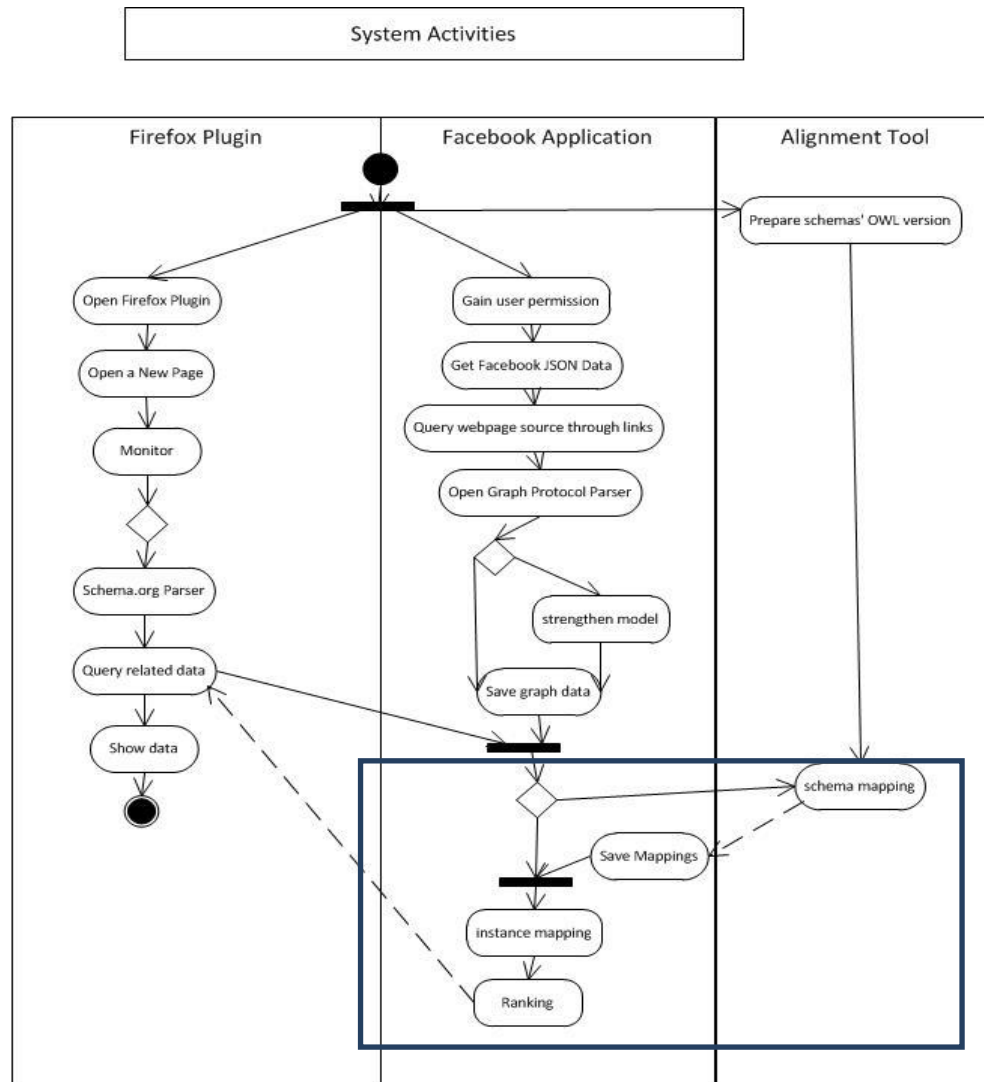 System Activities
Firefox Plugin
Facebook Application
Alignment Tool
Prepare schemas' OWL version
Open Firefox Plugin
Gain user permission
Open a New Page
Get Facebook JSON Data
Query webpage source through links
Monitor
Open Graph Protocol Parser
Schema.org Parser
strengthen model
Query related data
Save graph data
Show data
schema mapping
Save Mappings
instance mapping
Ranking